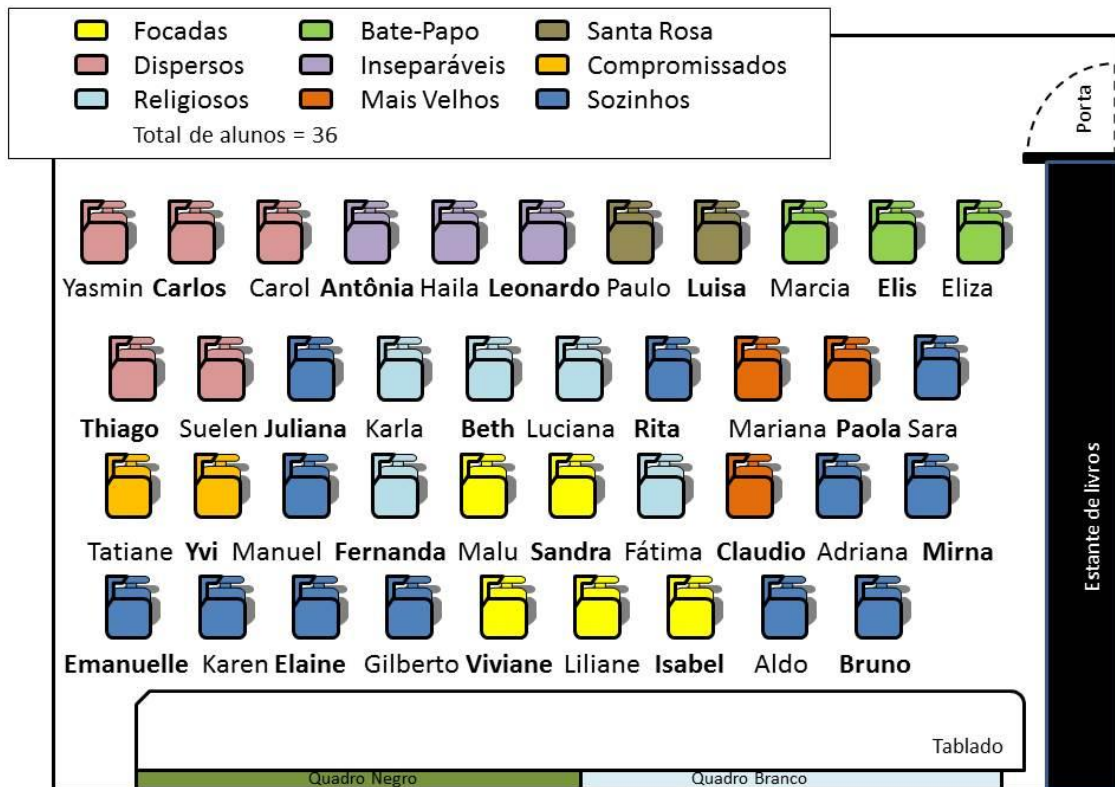 Focadas Bate-Papo Santa Rosa
Dispersos Inseparáveis Compromissados
Religiosos Mais Velhos Sozinhos
Total de alunos = 36
Porta
Yasmin Carlos Carol Antônia Haila Leonardo Paulo Luisa Marcia Elis Eliza
Thiago Suelen Juliana Karla Beth Luciana Rita Mariana Paola Sara
Tatiane Yvi Manuel Fernanda Malu Sandra Fátima Claudio Adriana Mirna
Emanuelle Karen Elaine Gilberto Viviane Liliane Isabel Aldo Bruno
Estante de livros
Tablado
Quadro Negro Quadro Branco